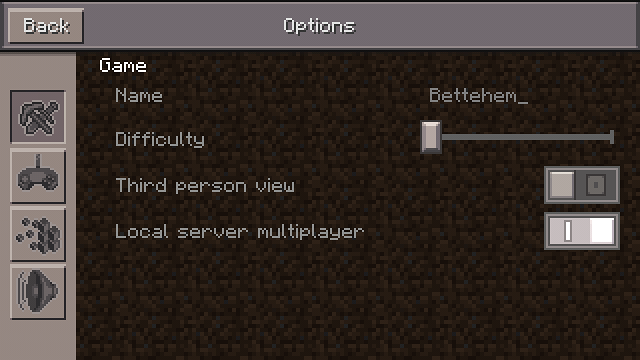 Back
Options
Game
Name
Bettehem_
Difficulty
Third person view
Local server multiplayer